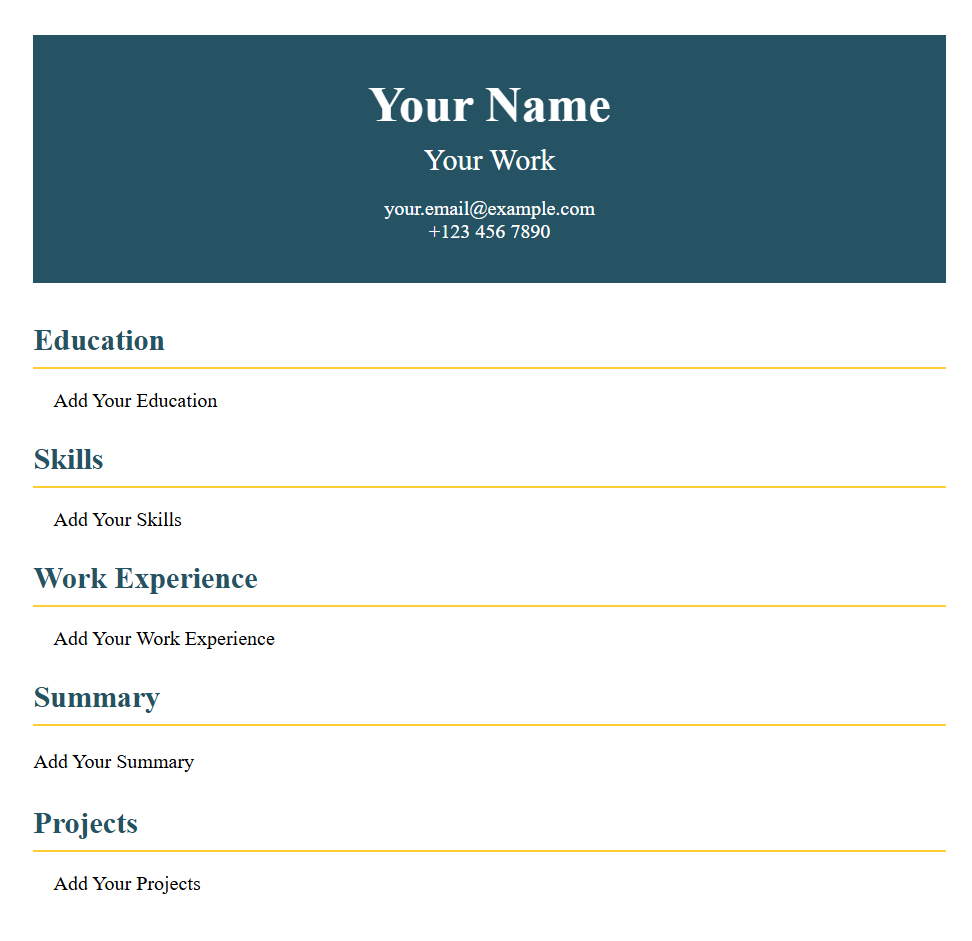 Your Name
Your Work
your.email@example.com
+123 456 7890
Education
Add Your Education
Skills
Add Your Skills
Work Experience
Add Your Work Experience
Summary
Add Your Summary
Projects
Add Your Projects